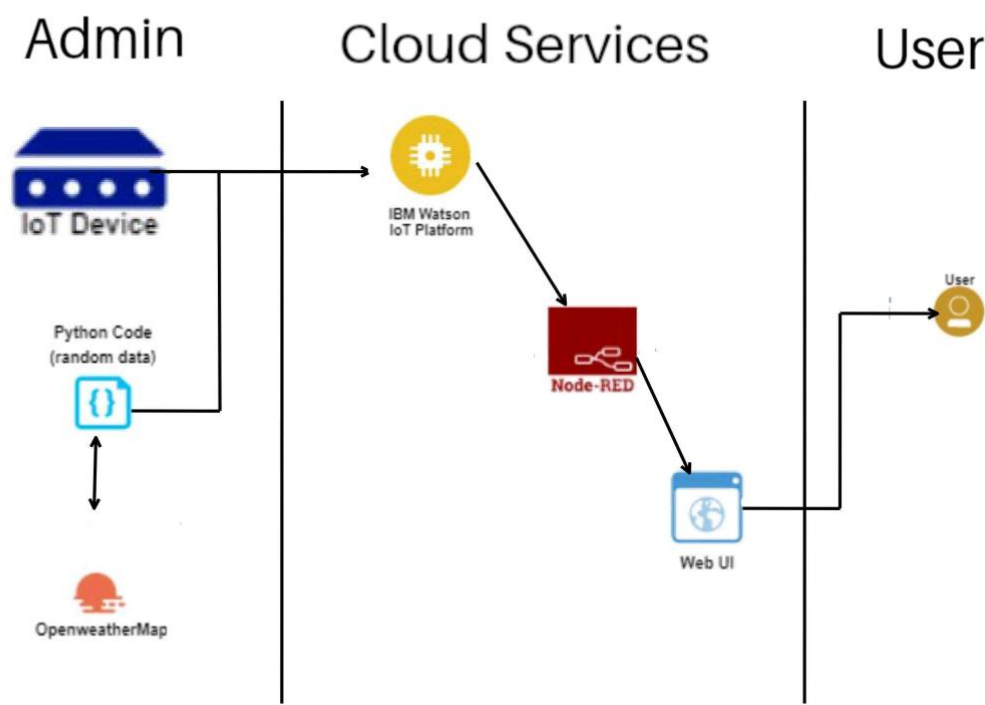 Admin
Cloud Services
User
IoT Device
IBM Watson
IoT Platform
User
Python Code
(random data)
{}
Node-RED
Web UI
OpenweatherMap